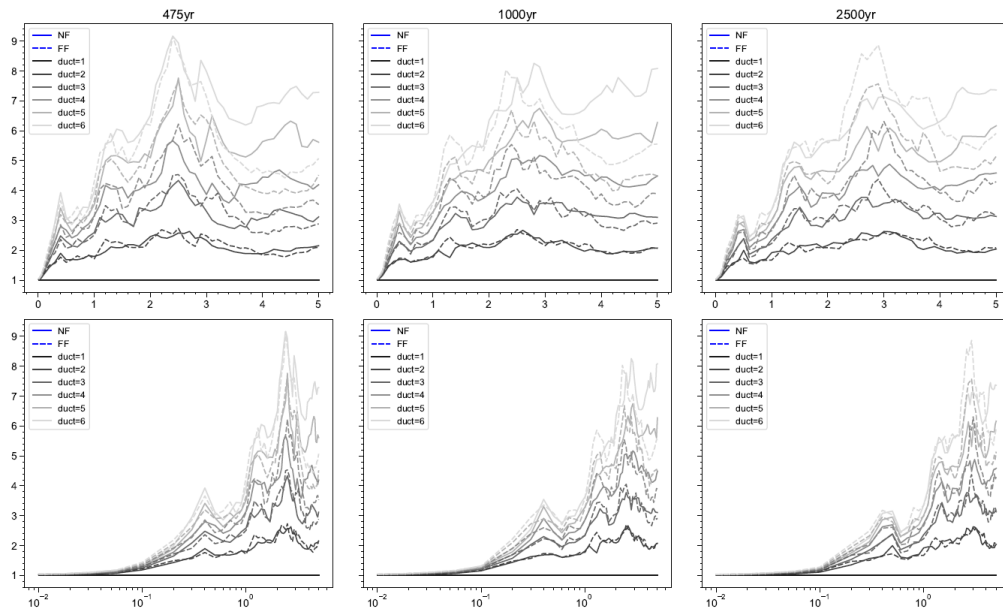 475yr
1000yr
2500yr
9
8
7
6
5
4
3
2
1
NF
FF
duct=1
duct=2
duct=3
duct=4
duct=5
duct=6
0 1 2 3 4 5
NF
FF
duct=1
duct=2
duct=3
duct=4
duct=5
duct=6
0 1 2 3 4 5
NF
FF
duct=1
duct=2
duct=3
duct=4
duct=5
duct=6
0 1 2 3 4 5
9
8
7
6
5
4
3
2
1
NF
FF
duct=1
duct=2
duct=3
duct=4
duct=5
duct=6
10⁻² 10⁻¹ 10⁰
NF
FF
duct=1
duct=2
duct=3
duct=4
duct=5
duct=6
10⁻² 10⁻¹ 10⁰
NF
FF
duct=1
duct=2
duct=3
duct=4
duct=5
duct=6
10⁻² 10⁻¹ 10⁰